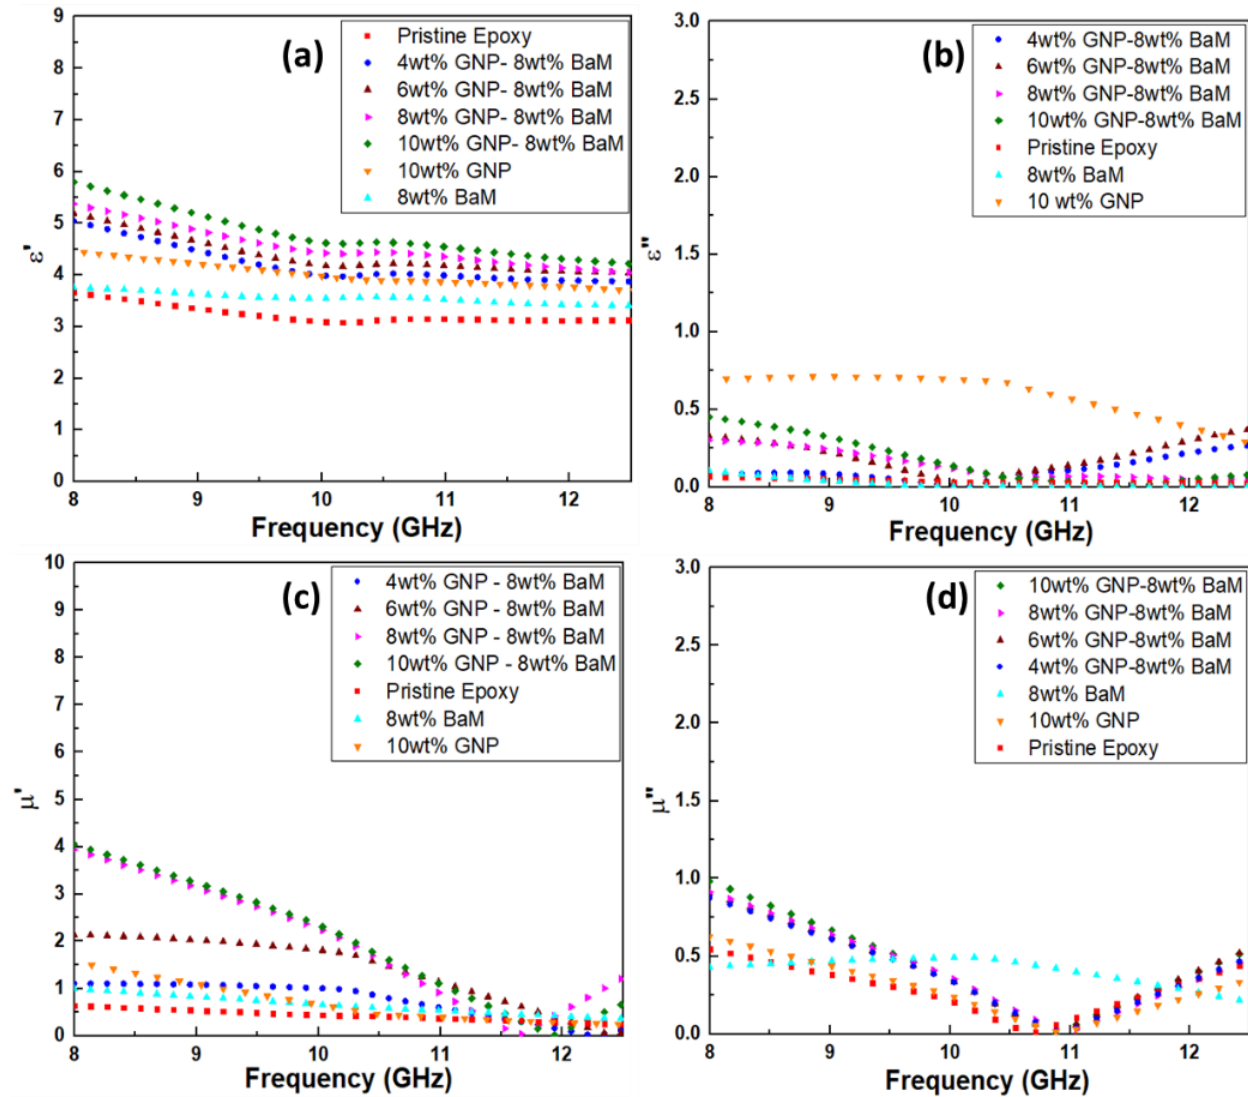 (a)
Pristine Epoxy
4wt% GNP- 8wt% BaM
6wt% GNP- 8wt% BaM
8wt% GNP- 8wt% BaM
10wt% GNP- 8wt% BaM
10wt% GNP
8wt% BaM
9
8
7
6
5
4
3
2
1
0
ε'
8 9 10 11 12
Frequency (GHz)
(b)
4wt% GNP-8wt% BaM
6wt% GNP-8wt% BaM
8wt% GNP-8wt% BaM
10wt% GNP-8wt% BaM
Pristine Epoxy
8wt% BaM
10 wt% GNP
3.0
2.5
2.0
1.5
1.0
0.5
0.0
ε"
8 9 10 11 12
Frequency (GHz)
(c)
4wt% GNP - 8wt% BaM
6wt% GNP - 8wt% BaM
8wt% GNP - 8wt% BaM
10wt% GNP - 8wt% BaM
Pristine Epoxy
8wt% BaM
10wt% GNP
10
9
8
7
6
5
4
3
2
1
0
μ'
8 9 10 11 12
Frequency (GHz)
(d)
10wt% GNP-8wt% BaM
8wt% GNP-8wt% BaM
6wt% GNP-8wt% BaM
4wt% GNP-8wt% BaM
8wt% BaM
10wt% GNP
Pristine Epoxy
3.0
2.5
2.0
1.5
1.0
0.5
0.0
μ"
8 9 10 11 12
Frequency (GHz)